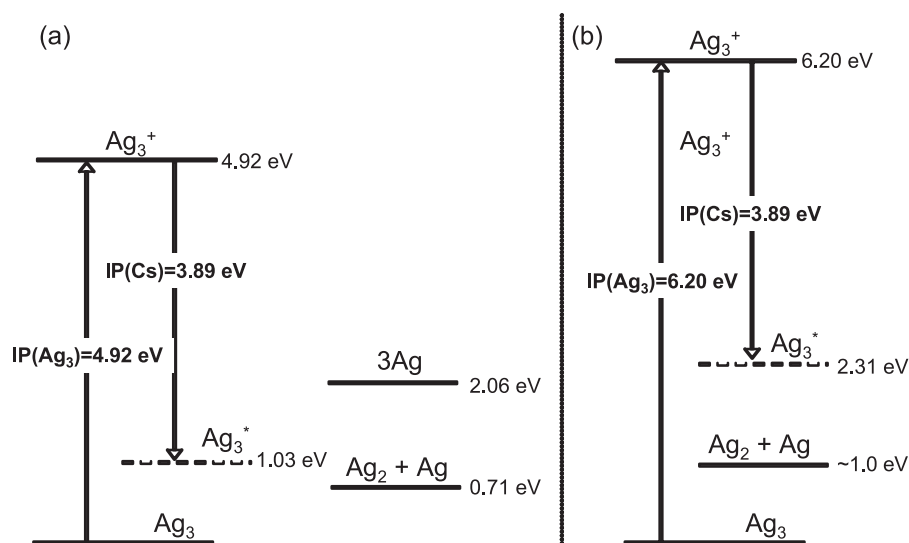 (a)
Ag3+
4.92 eV
IP(Cs)=3.89 eV
IP(Ag3)=4.92 eV
3Ag
2.06 eV
Ag3*
1.03 eV
Ag2 + Ag
0.71 eV
Ag3
(b)
Ag3+
6.20 eV
Ag3+
IP(Cs)=3.89 eV
IP(Ag3)=6.20 eV
Ag3*
2.31 eV
Ag2 + Ag
~1.0 eV
Ag3